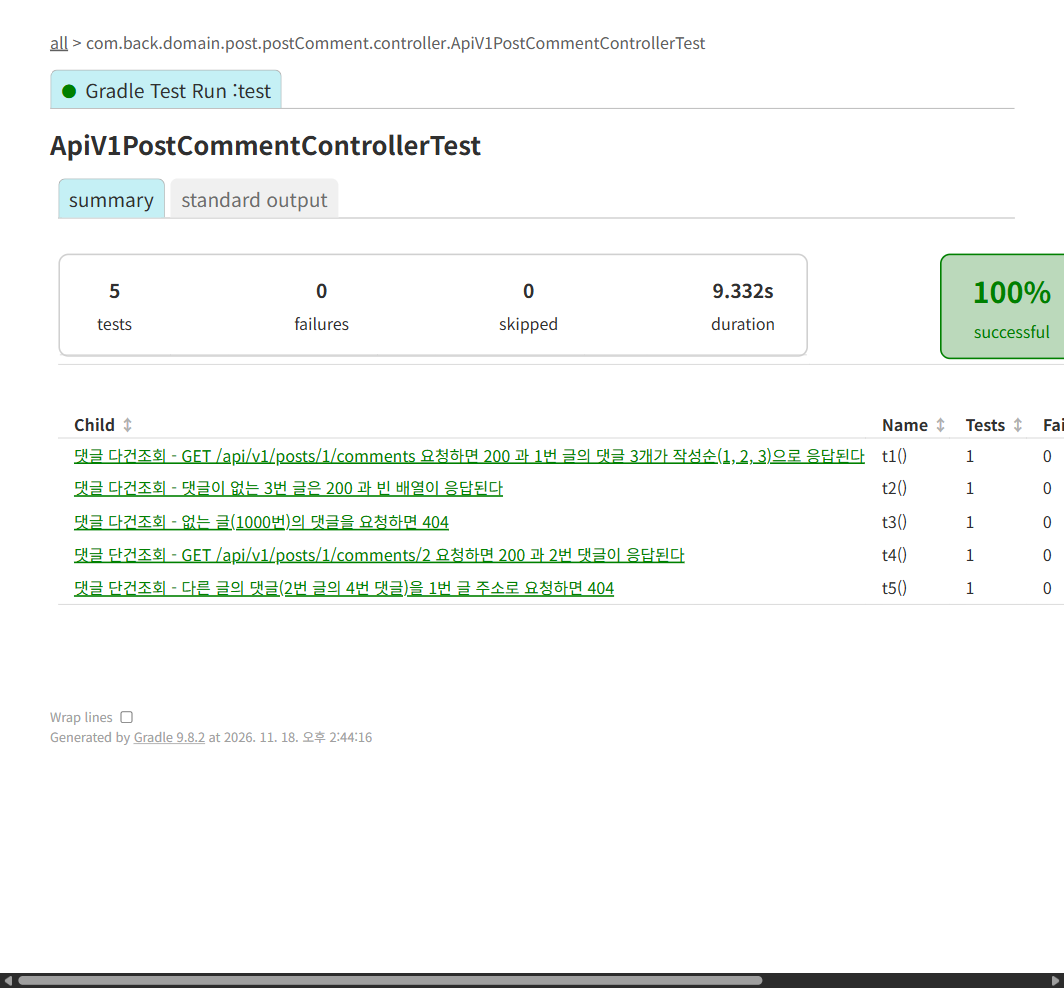 all > com.back.domain.post.postComment.controller.ApiV1PostCommentControllerTest
Gradle Test Run :test
ApiV1PostCommentControllerTest
summary standard output
5 0 0 9.332s 100%
tests failures skipped duration successful
Child Name Tests Fai
댓글 다건조회 - GET /api/v1/posts/1/comments 요청하면 200 과 1번 글의 댓글 3개가 작성순(1, 2, 3)으로 응답된다 t1() 1 0
댓글 다건조회 - 댓글이 없는 3번 글은 200 과 빈 배열이 응답된다 t2() 1 0
댓글 다건조회 - 없는 글(1000번)의 댓글을 요청하면 404 t3() 1 0
댓글 단건조회 - GET /api/v1/posts/1/comments/2 요청하면 200 과 2번 댓글이 응답된다 t4() 1 0
댓글 단건조회 - 다른 글의 댓글(2번 글의 4번 댓글)을 1번 글 주소로 요청하면 404 t5() 1 0
Wrap lines
Generated by Gradle 9.8.2 at 2026. 11. 18. 오후 2:44:16